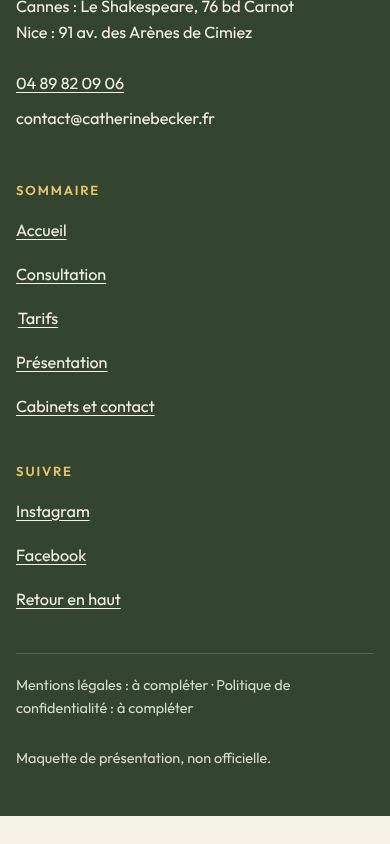 Cannes : Le Shakespeare, 76 bd Carnot
Nice : 91 av. des Arènes de Cimiez
04 89 82 09 06
contact@catherinebecker.fr
SOMMAIRE
Accueil
Consultation
Tarifs
Présentation
Cabinets et contact
SUIVRE
Instagram
Facebook
Retour en haut
Mentions légales : à compléter · Politique de
confidentialité : à compléter
Maquette de présentation, non officielle.